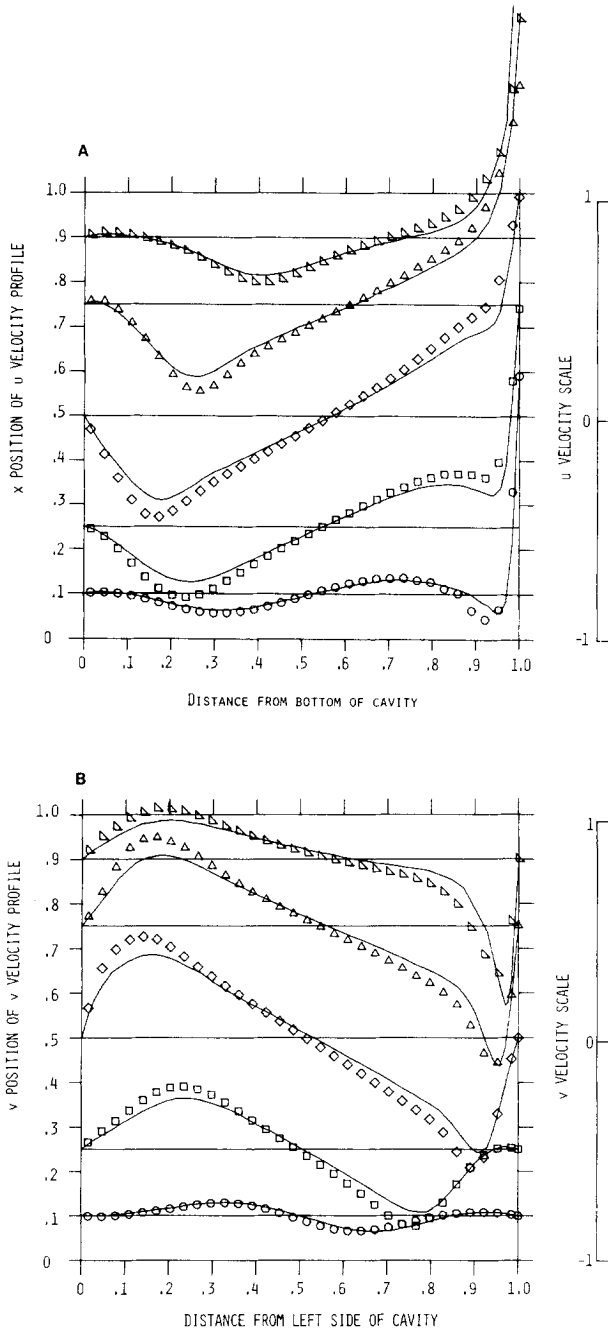 A
1.0
.9
.8
.7
.6
.5
.4
.3
.2
.1
0
x POSITION OF u VELOCITY PROFILE
1
0
-1
u VELOCITY SCALE
0 .1 .2 .3 .4 .5 .6 .7 .8 .9 1.0
DISTANCE FROM BOTTOM OF CAVITY
B
1.0
.9
.8
.7
.6
.5
.4
.3
.2
.1
0
v POSITION OF v VELOCITY PROFILE
1
0
-1
v VELOCITY SCALE
0 .1 .2 .3 .4 .5 .6 .7 .8 .9 1.0
DISTANCE FROM LEFT SIDE OF CAVITY